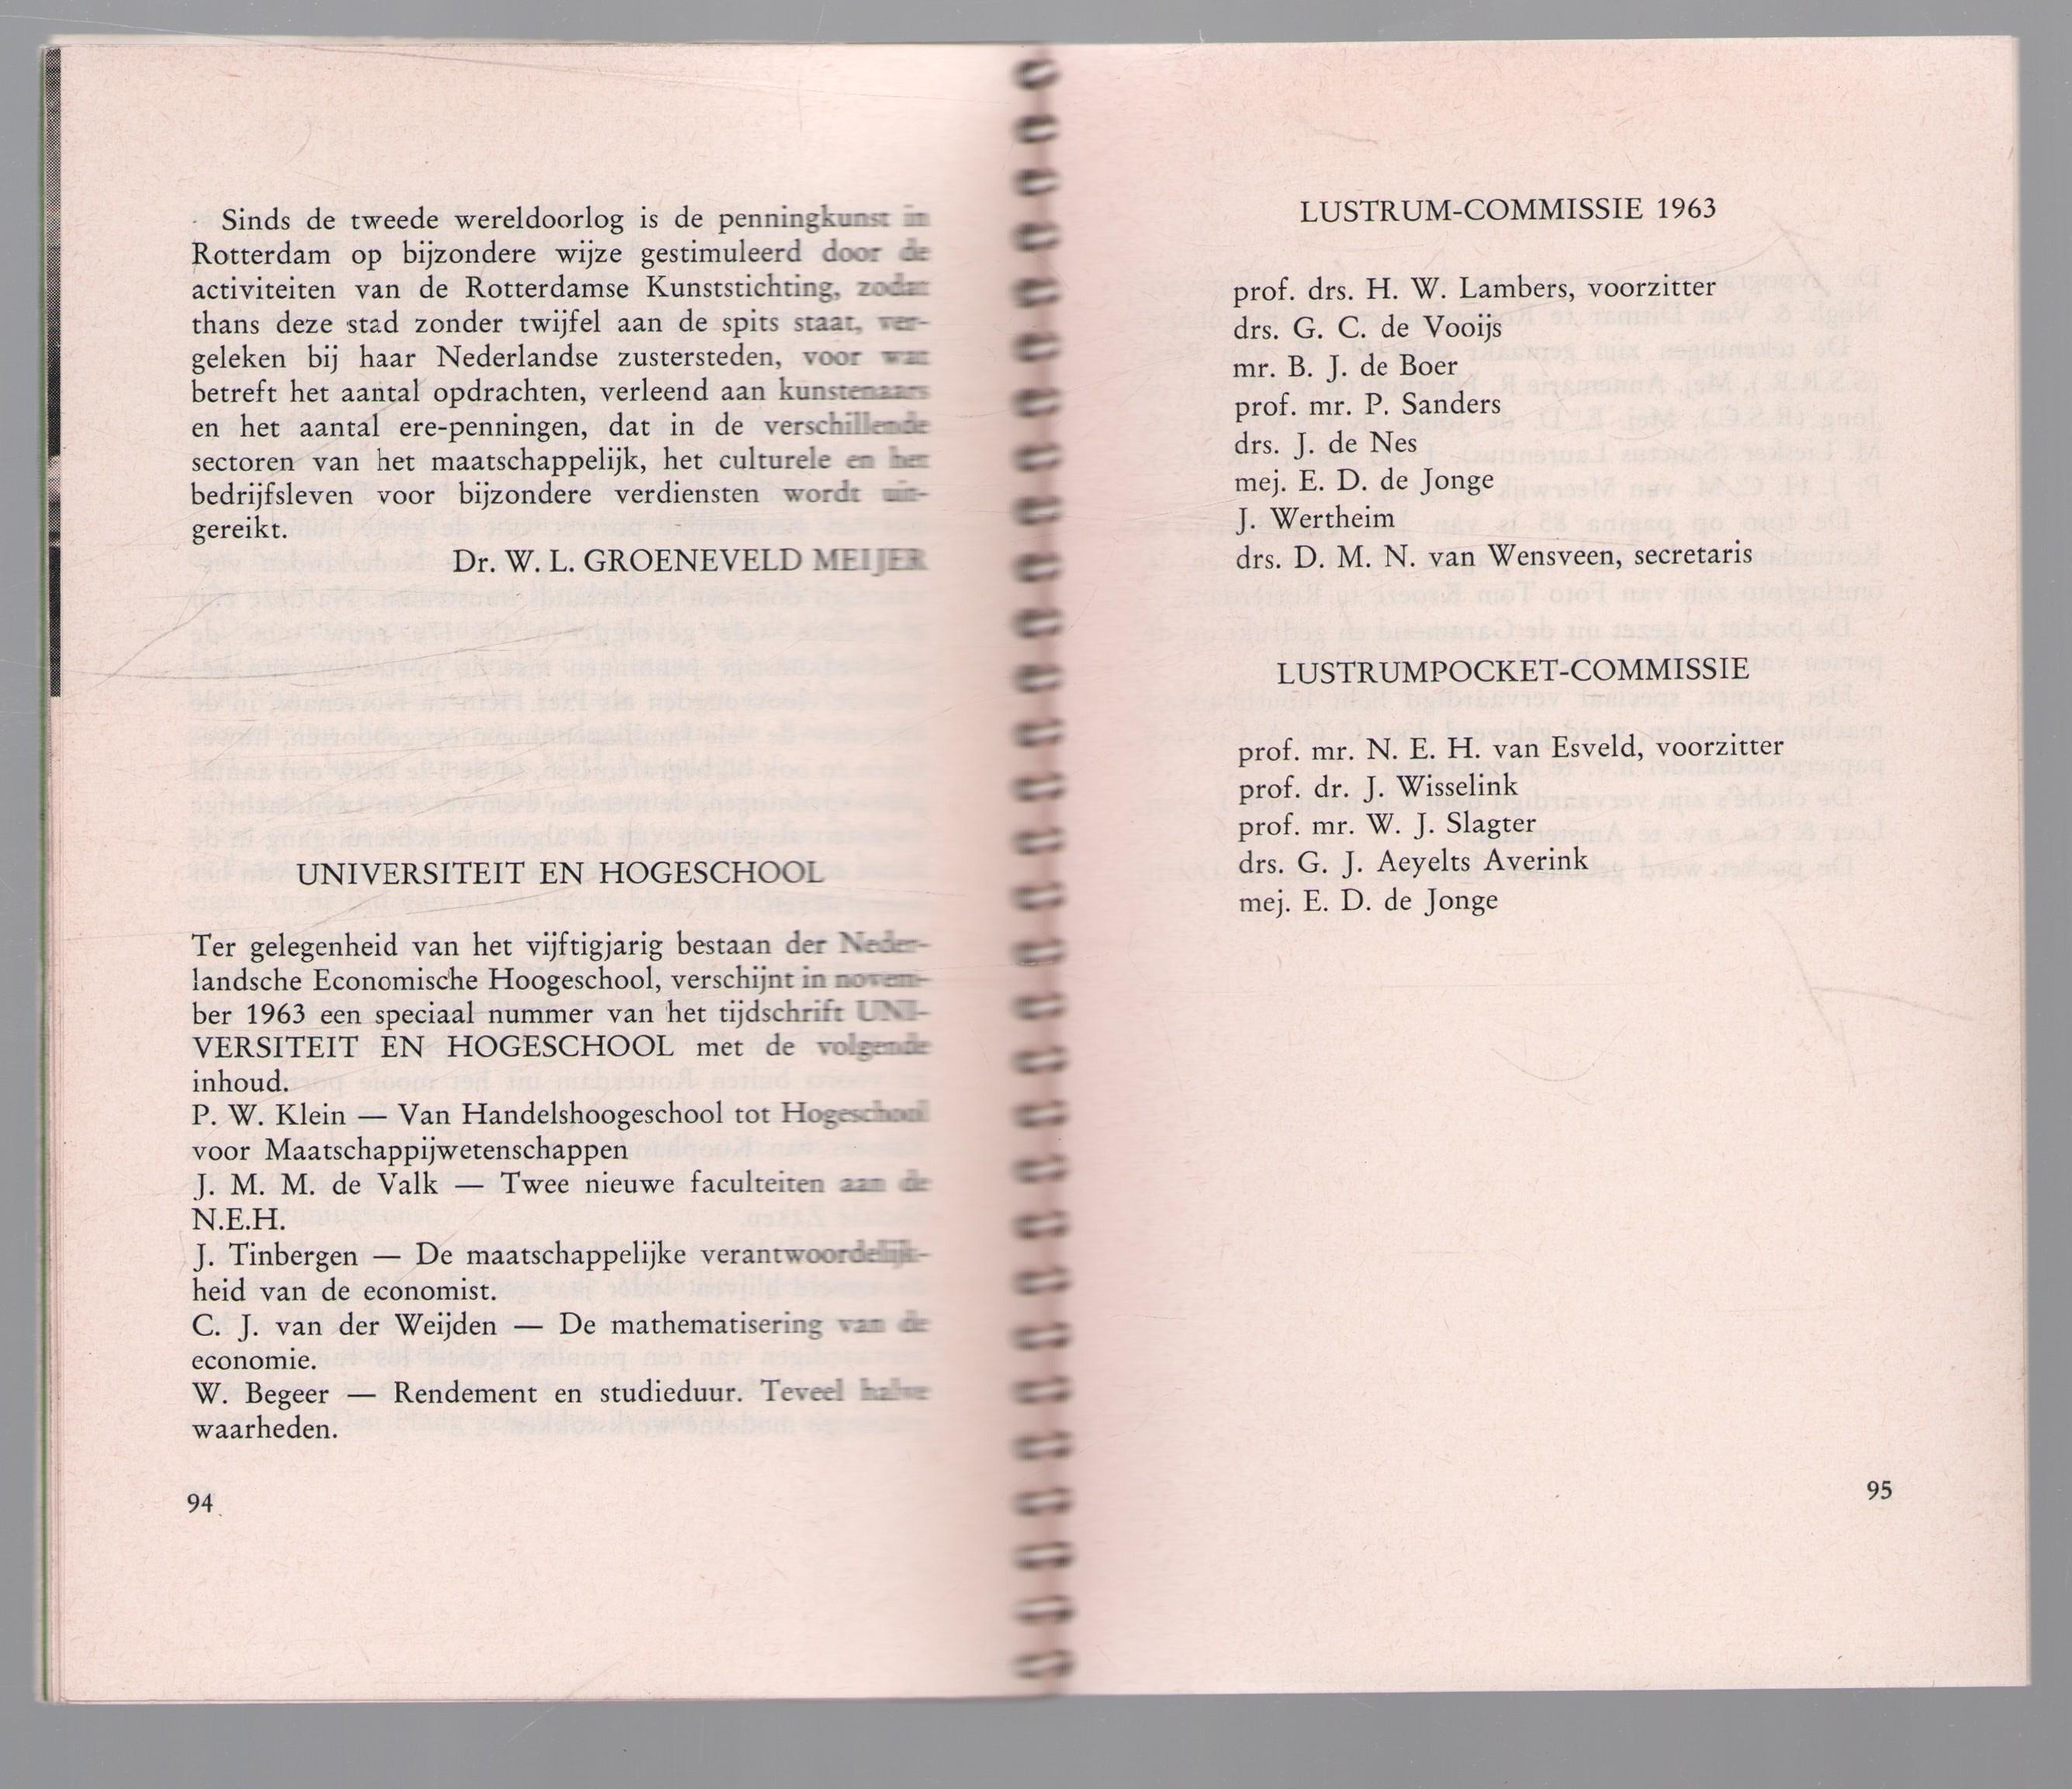 Sinds de tweede wereldoorlog is de penningkunst in
Rotterdam op bijzondere wijze gestimuleerd door de
activiteiten van de Rotterdamse Kunststichting, zodat
thans deze stad zonder twijfel aan de spits staat, ver-
geleken bij haar Nederlandse zustersteden, voor wat
betreft het aantal opdrachten, verleend aan kunstenaars
en het aantal ere-penningen, dat in de verschillende
sectoren van het maatschappelijk, het culturele en het
bedrijfsleven voor bijzondere verdiensten wordt uit-
gereikt.
Dr. W. L. GROENEVELD MEIJER
UNIVERSITEIT EN HOGESCHOOL
Ter gelegenheid van het vijftigjarig bestaan der Neder-
landsche Economische Hoogeschool, verschijnt in novem-
ber 1963 een speciaal nummer van het tijdschrift UNI-
VERSITEIT EN HOGESCHOOL met de volgende
inhoud.
P. W. Klein — Van Handelshoogeschool tot Hogeschool
voor Maatschappijwetenschappen
J. M. M. de Valk — Twee nieuwe faculteiten aan de
N.E.H.
J. Tinbergen — De maatschappelijke verantwoordelijk-
heid van de economist.
C. J. van der Weijden — De mathematisering van de
economie.
W. Begeer — Rendement en studieduur. Teveel halve
waarheden.
94
LUSTRUM-COMMISSIE 1963
prof. drs. H. W. Lambers, voorzitter
drs. G. C. de Vooijs
mr. B. J. de Boer
prof. mr. P. Sanders
drs. J. de Nes
mej. E. D. de Jonge
J. Wertheim
drs. D. M. N. van Wensveen, secretaris
LUSTRUMPOCKET-COMMISSIE
prof. mr. N. E. H. van Esveld, voorzitter
prof. dr. J. Wisselink
prof. mr. W. J. Slagter
drs. G. J. Aeyelts Averink
mej. E. D. de Jonge
95